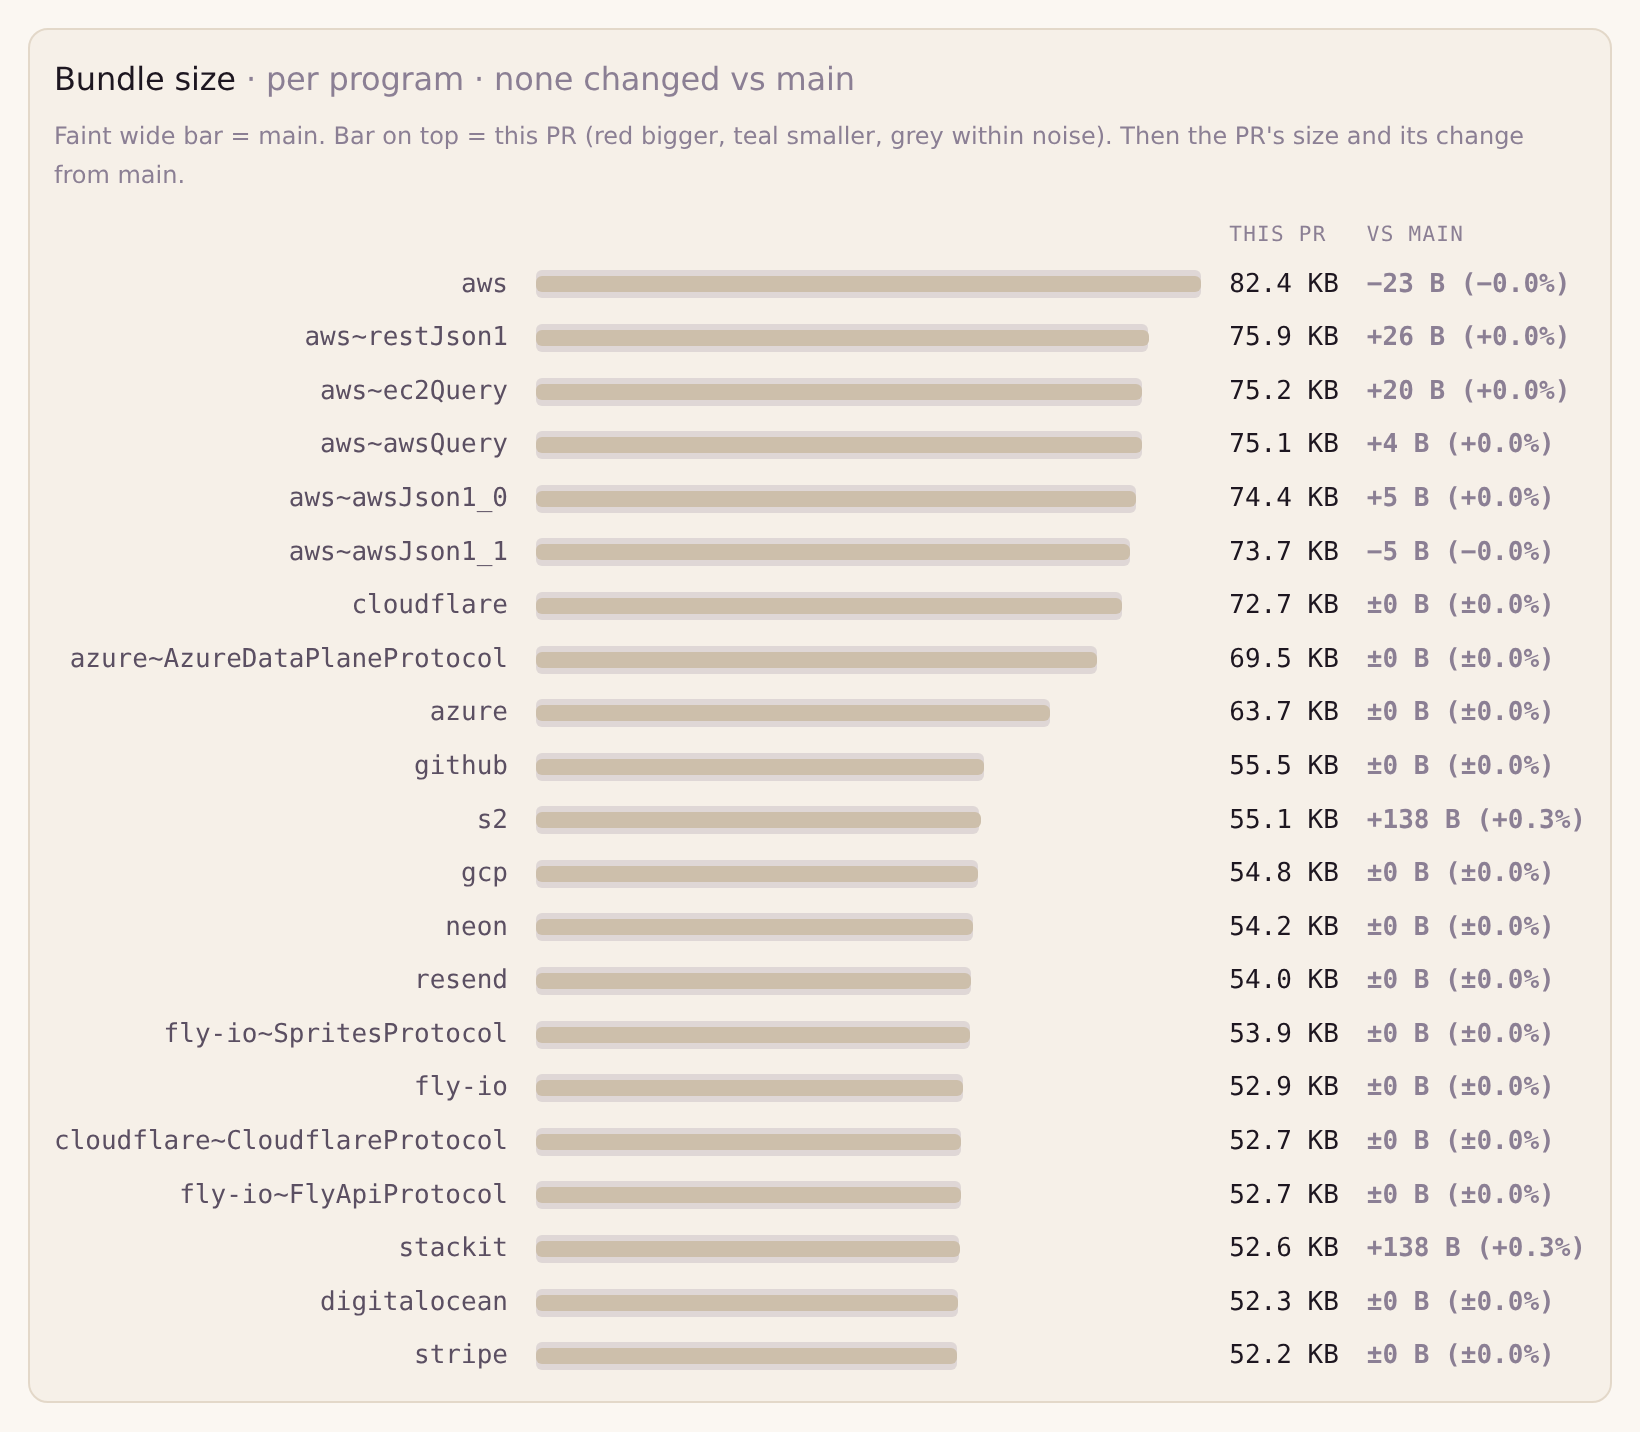 Bundle size · per program · none changed vs main
Faint wide bar = main. Bar on top = this PR (red bigger, teal smaller, grey within noise). Then the PR's size and its change
from main.
THIS PR VS MAIN
aws 82.4 KB −23 B (−0.0%)
aws~restJson1 75.9 KB +26 B (+0.0%)
aws~ec2Query 75.2 KB +20 B (+0.0%)
aws~awsQuery 75.1 KB +4 B (+0.0%)
aws~awsJson1_0 74.4 KB +5 B (+0.0%)
aws~awsJson1_1 73.7 KB −5 B (−0.0%)
cloudflare 72.7 KB ±0 B (±0.0%)
azure~AzureDataPlaneProtocol 69.5 KB ±0 B (±0.0%)
azure 63.7 KB ±0 B (±0.0%)
github 55.5 KB ±0 B (±0.0%)
s2 55.1 KB +138 B (+0.3%)
gcp 54.8 KB ±0 B (±0.0%)
neon 54.2 KB ±0 B (±0.0%)
resend 54.0 KB ±0 B (±0.0%)
fly-io~SpritesProtocol 53.9 KB ±0 B (±0.0%)
fly-io 52.9 KB ±0 B (±0.0%)
cloudflare~CloudflareProtocol 52.7 KB ±0 B (±0.0%)
fly-io~FlyApiProtocol 52.7 KB ±0 B (±0.0%)
stackit 52.6 KB +138 B (+0.3%)
digitalocean 52.3 KB ±0 B (±0.0%)
stripe 52.2 KB ±0 B (±0.0%)